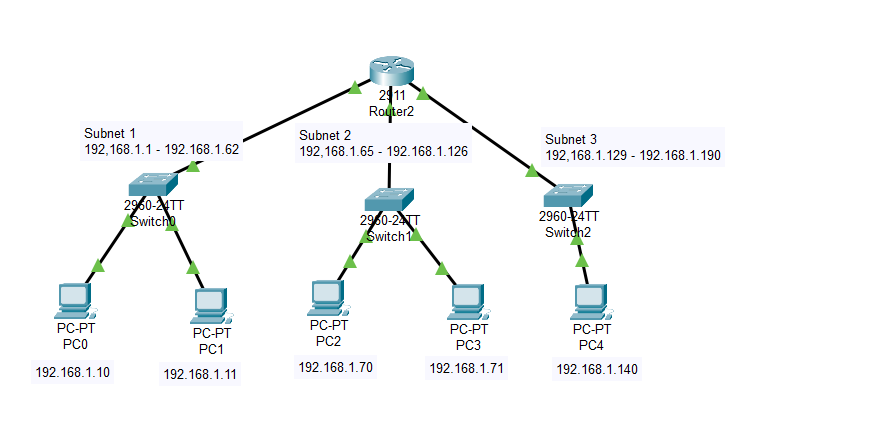 2911
Router2
Subnet 1
192,168.1.1 - 192.168.1.62
Subnet 2
192,168.1.65 - 192.168.1.126
Subnet 3
192,168.1.129 - 192.168.1.190
2960-24TT
Switch0
2960-24TT
Switch1
2960-24TT
Switch2
PC-PT
PC0
PC-PT
PC1
PC-PT
PC2
PC-PT
PC3
PC-PT
PC4
192.168.1.10
192.168.1.11
192.168.1.70
192.168.1.71
192.168.1.140